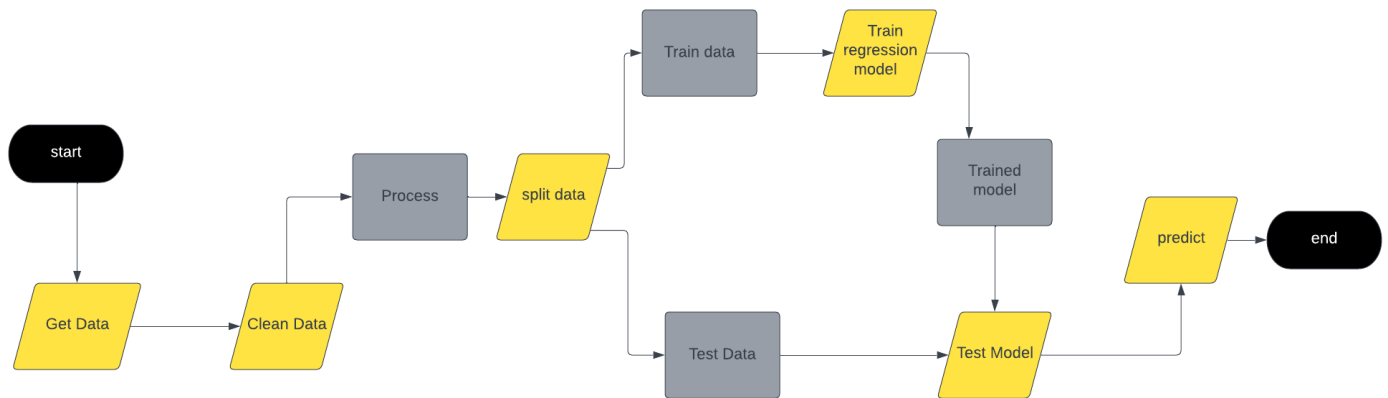 start
Get Data
Clean Data
Process
split data
Train data
Train
regression
model
Trained
model
Test Data
Test Model
predict
end